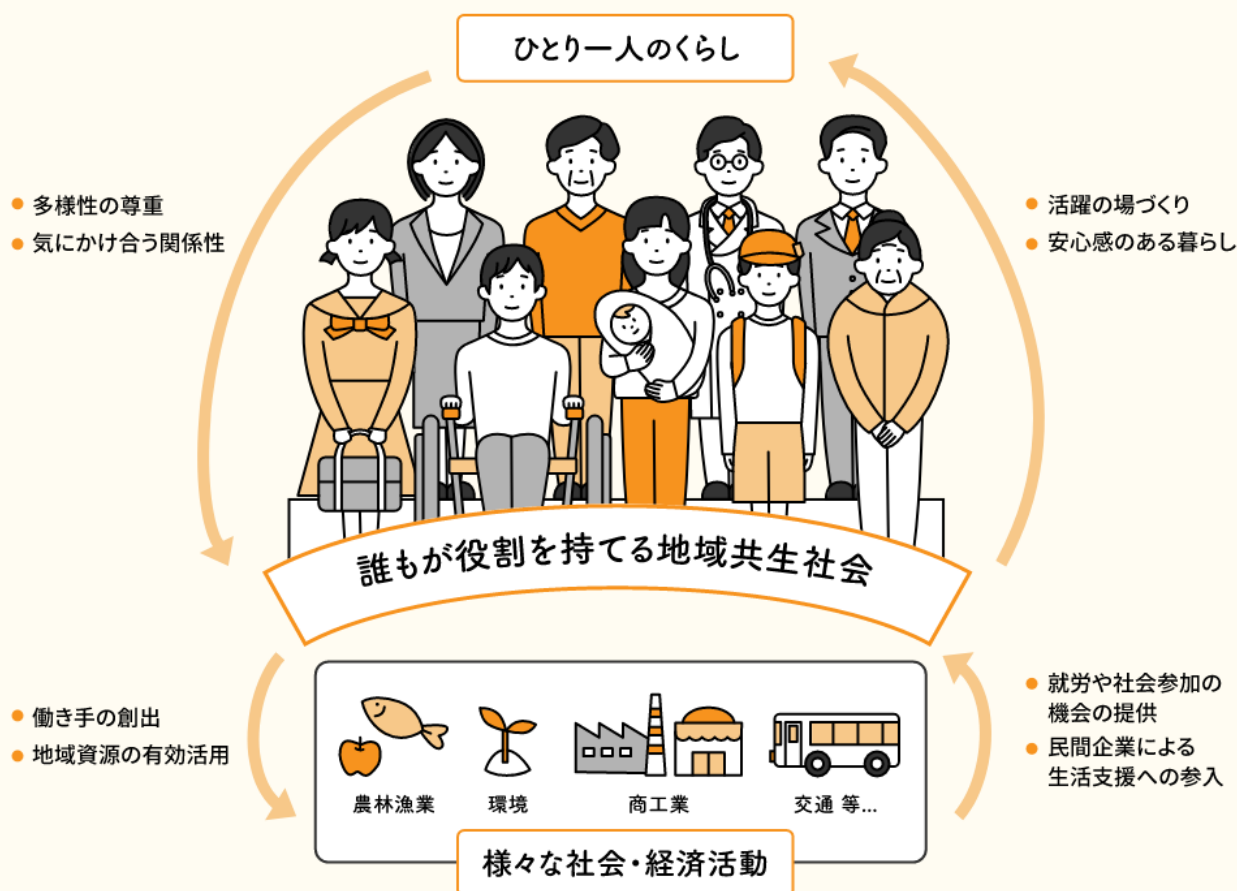 ひとり一人のくらし
多様性の尊重
気にかけ合う関係性
活躍の場づくり
安心感のある暮らし
誰もが役割を持てる地域共生社会
働き手の創出
地域資源の有効活用
就労や社会参加の
機会の提供
民間企業による
生活支援への参入
農林漁業
環境
商工業
交通 等...
様々な社会・経済活動